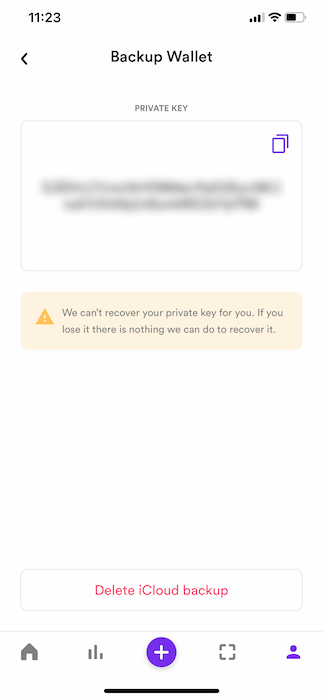 11:23
Backup Wallet
PRIVATE KEY
We can't recover your private key for you. If you
lose it there is nothing we can do to recover it.
Delete iCloud backup